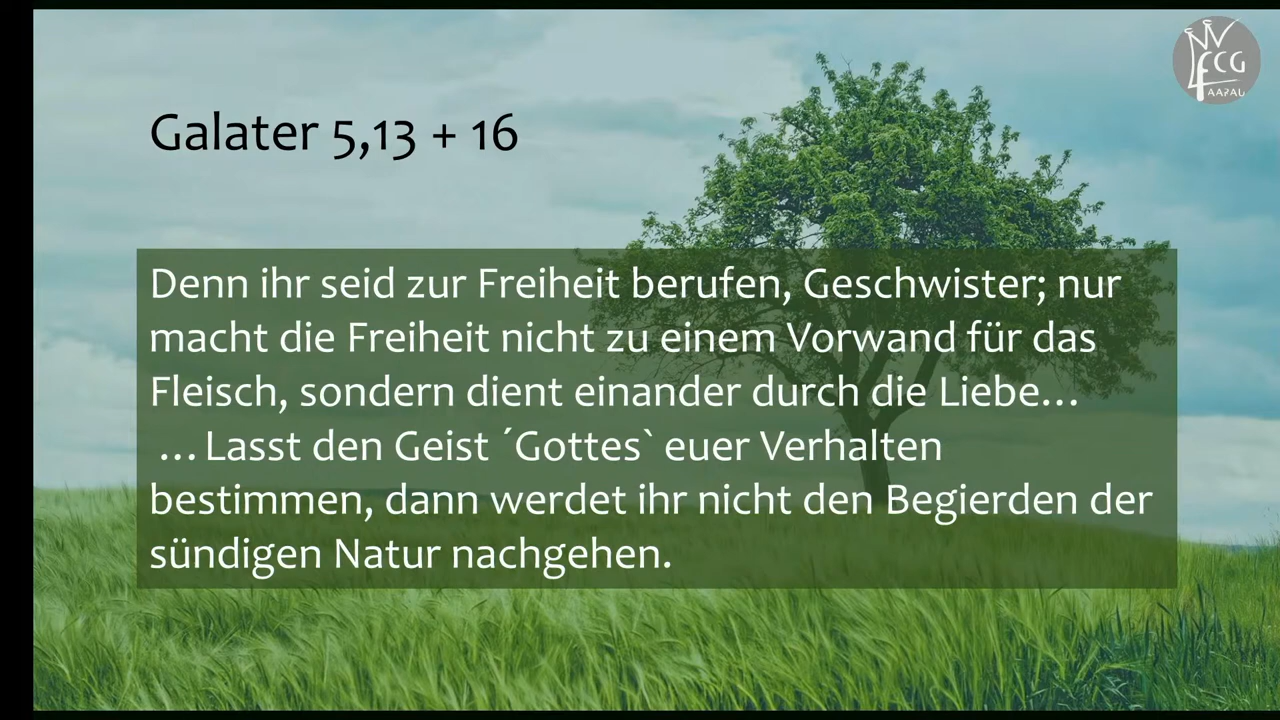 CCG
AARAU
Galater 5,13 + 16
Denn ihr seid zur Freiheit berufen, Geschwister; nur
macht die Freiheit nicht zu einem Vorwand für das
Fleisch, sondern dient einander durch die Liebe…
…Lasst den Geist ´Gottes` euer Verhalten
bestimmen, dann werdet ihr nicht den Begierden der
sündigen Natur nachgehen.